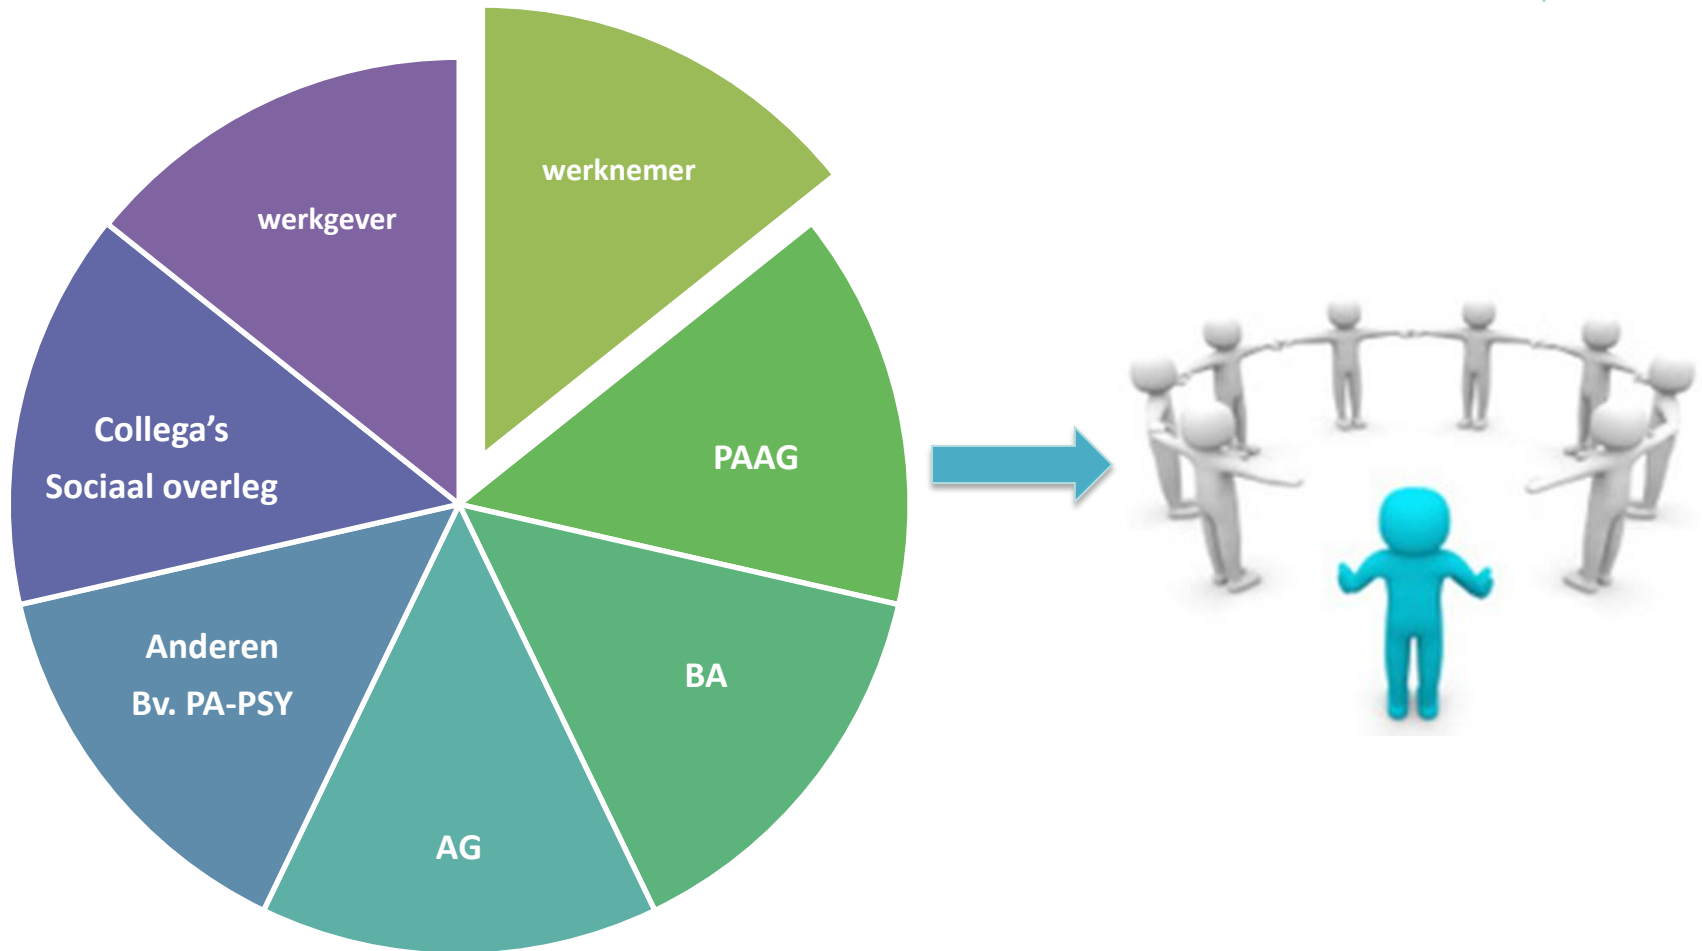 werknemer
werkgever
Collega’s
Sociaal overleg
PAAG
Anderen
Bv. PA-PSY
BA
AG